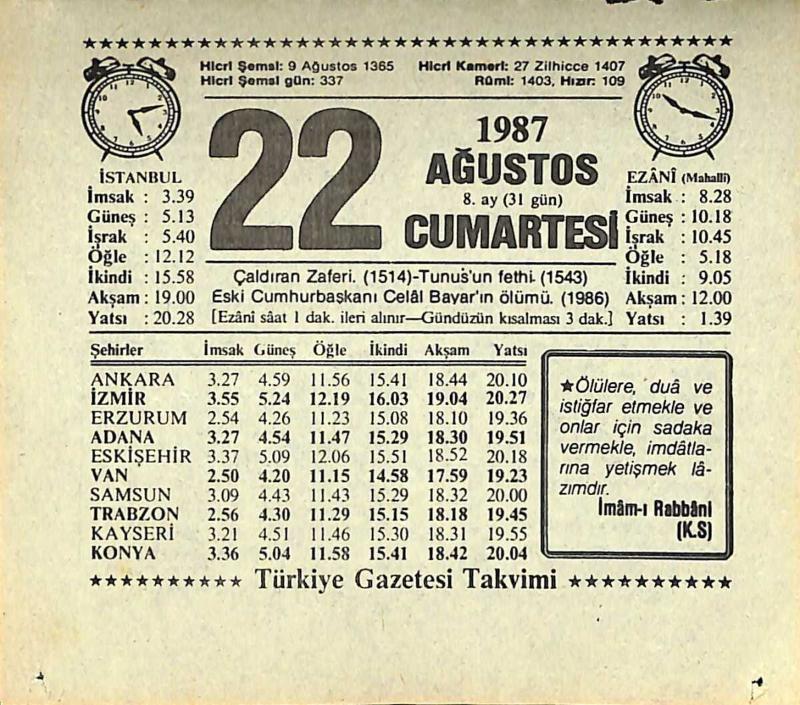 ★★★★★★★★★★★★★★★★★★★★★★★★★★★★★★★★★★★★★★★★★★★★★★★★
Hicrî Şemsî: 9 Ağustos 1365 Hicrî Kamerî: 27 Zilhicce 1407
Hicrî Şemsî gün: 337 Rûmî: 1403, Hızır: 109
22
1987
AĞUSTOS
8. ay (31 gün)
CUMARTESİ
İSTANBUL
İmsak : 3.39
Güneş : 5.13
İşrak : 5.40
Öğle : 12.12
İkindi : 15.58
Akşam : 19.00
Yatsı : 20.28
EZÂNÎ (Mahallî)
İmsak : 8.28
Güneş : 10.18
İşrak : 10.45
Öğle : 5.18
İkindi : 9.05
Akşam : 12.00
Yatsı : 1.39
Çaldıran Zaferi. (1514)-Tunus'un fethi. (1543)
Eski Cumhurbaşkanı Celâl Bayar'ın ölümü. (1986)
[Ezânî sâat 1 dak. ileri alınır—Gündüzün kısalması 3 dak.]
Şehirler İmsak Güneş Öğle İkindi Akşam Yatsı
ANKARA 3.27 4.59 11.56 15.41 18.44 20.10
İZMİR 3.55 5.24 12.19 16.03 19.04 20.27
ERZURUM 2.54 4.26 11.23 15.08 18.10 19.36
ADANA 3.27 4.54 11.47 15.29 18.30 19.51
ESKİŞEHİR 3.37 5.09 12.06 15.51 18.52 20.18
VAN 2.50 4.20 11.15 14.58 17.59 19.23
SAMSUN 3.09 4.43 11.43 15.29 18.32 20.00
TRABZON 2.56 4.30 11.29 15.15 18.18 19.45
KAYSERİ 3.21 4.51 11.46 15.30 18.31 19.55
KONYA 3.36 5.04 11.58 15.41 18.42 20.04
★Ölülere, duâ ve
istiğfar etmekle ve
onlar için sadaka
vermekle, imdâtla-
rına yetişmek lâ-
zımdır.
İmâm-ı Rabbânî
(K.S)
★★★★★★★★★★ Türkiye Gazetesi Takvimi ★★★★★★★★★★